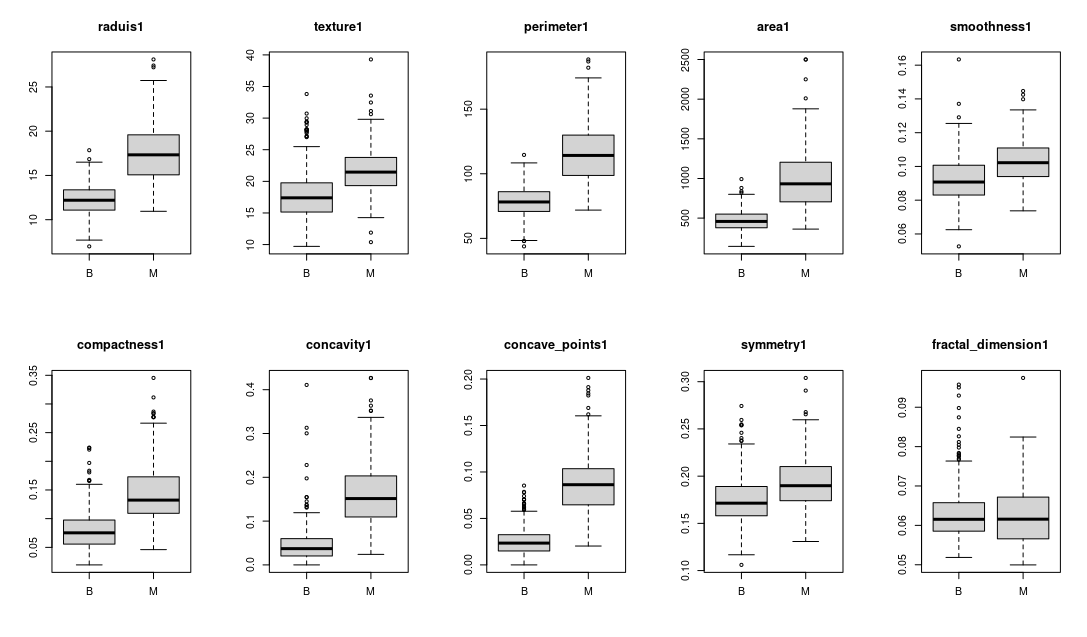 raduis1 texture1 perimeter1 area1 smoothness1
10 15 20 25
B M
10 15 20 25 30 35 40
B M
50 100 150
B M
500 1000 1500 2000 2500
B M
0.06 0.08 0.10 0.12 0.14 0.16
B M
compactness1 concavity1 concave_points1 symmetry1 fractal_dimension1
0.05 0.15 0.25 0.35
B M
0.0 0.1 0.2 0.3 0.4
B M
0.00 0.05 0.10 0.15 0.20
B M
0.10 0.15 0.20 0.25 0.30
B M
0.05 0.06 0.07 0.08 0.09
B M